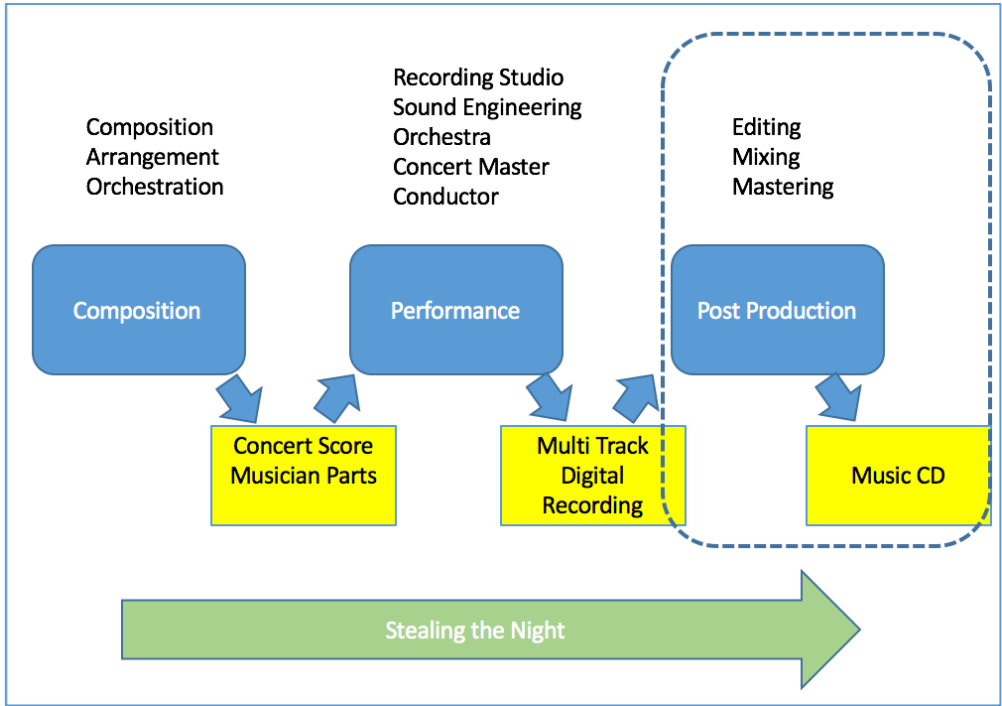 Composition
Arrangement
Orchestration
Recording Studio
Sound Engineering
Orchestra
Concert Master
Conductor
Editing
Mixing
Mastering
Composition
Performance
Post Production
Concert Score
Musician Parts
Multi Track
Digital
Recording
Music CD
Stealing the Night